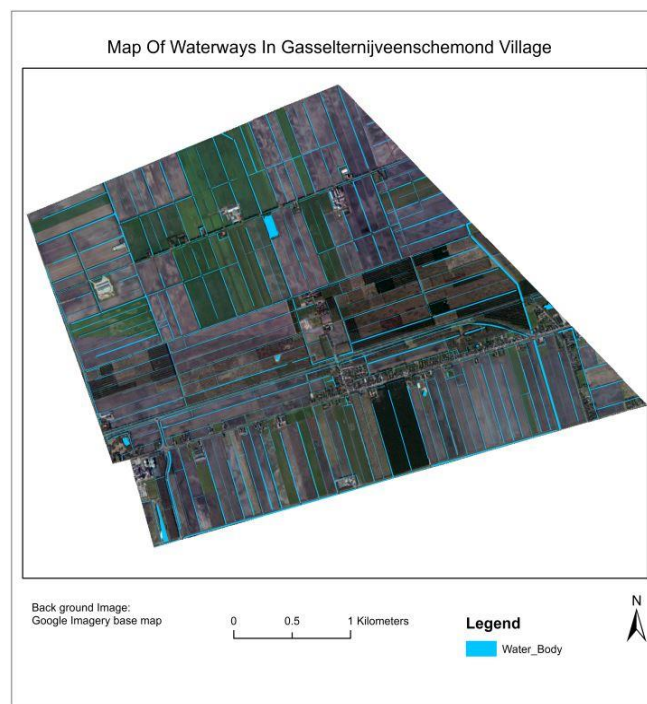 Map Of Waterways In Gasselternijveenschemond Village
Back ground Image:
Google Imagery base map
0 0.5 1 Kilometers
Legend
Water_Body
N